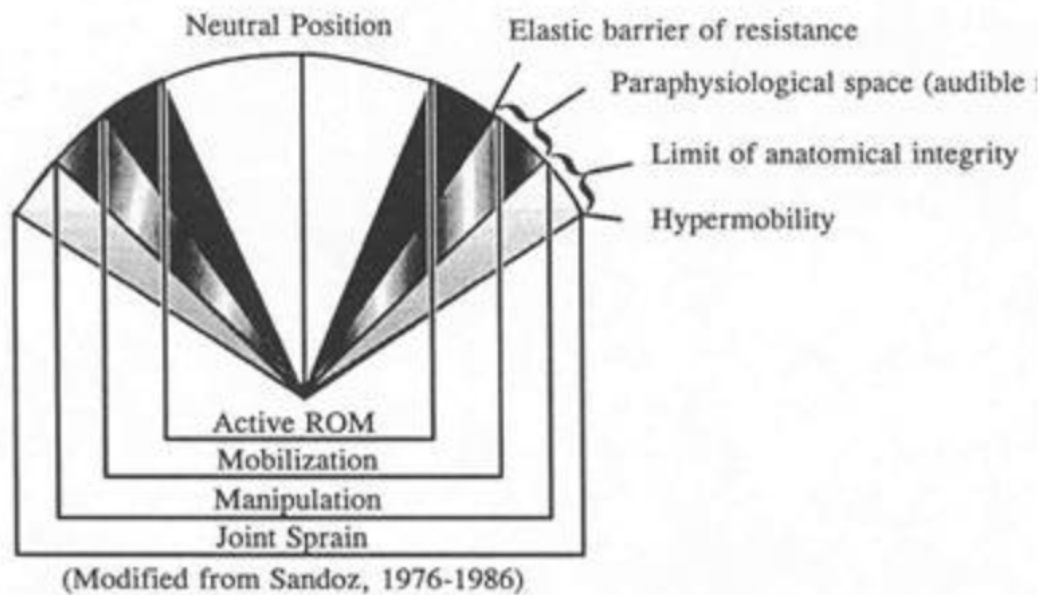 Neutral Position
Elastic barrier of resistance
Paraphysiological space (audible
Limit of anatomical integrity
Hypermobility
Active ROM
Mobilization
Manipulation
Joint Sprain
(Modified from Sandoz, 1976-1986)